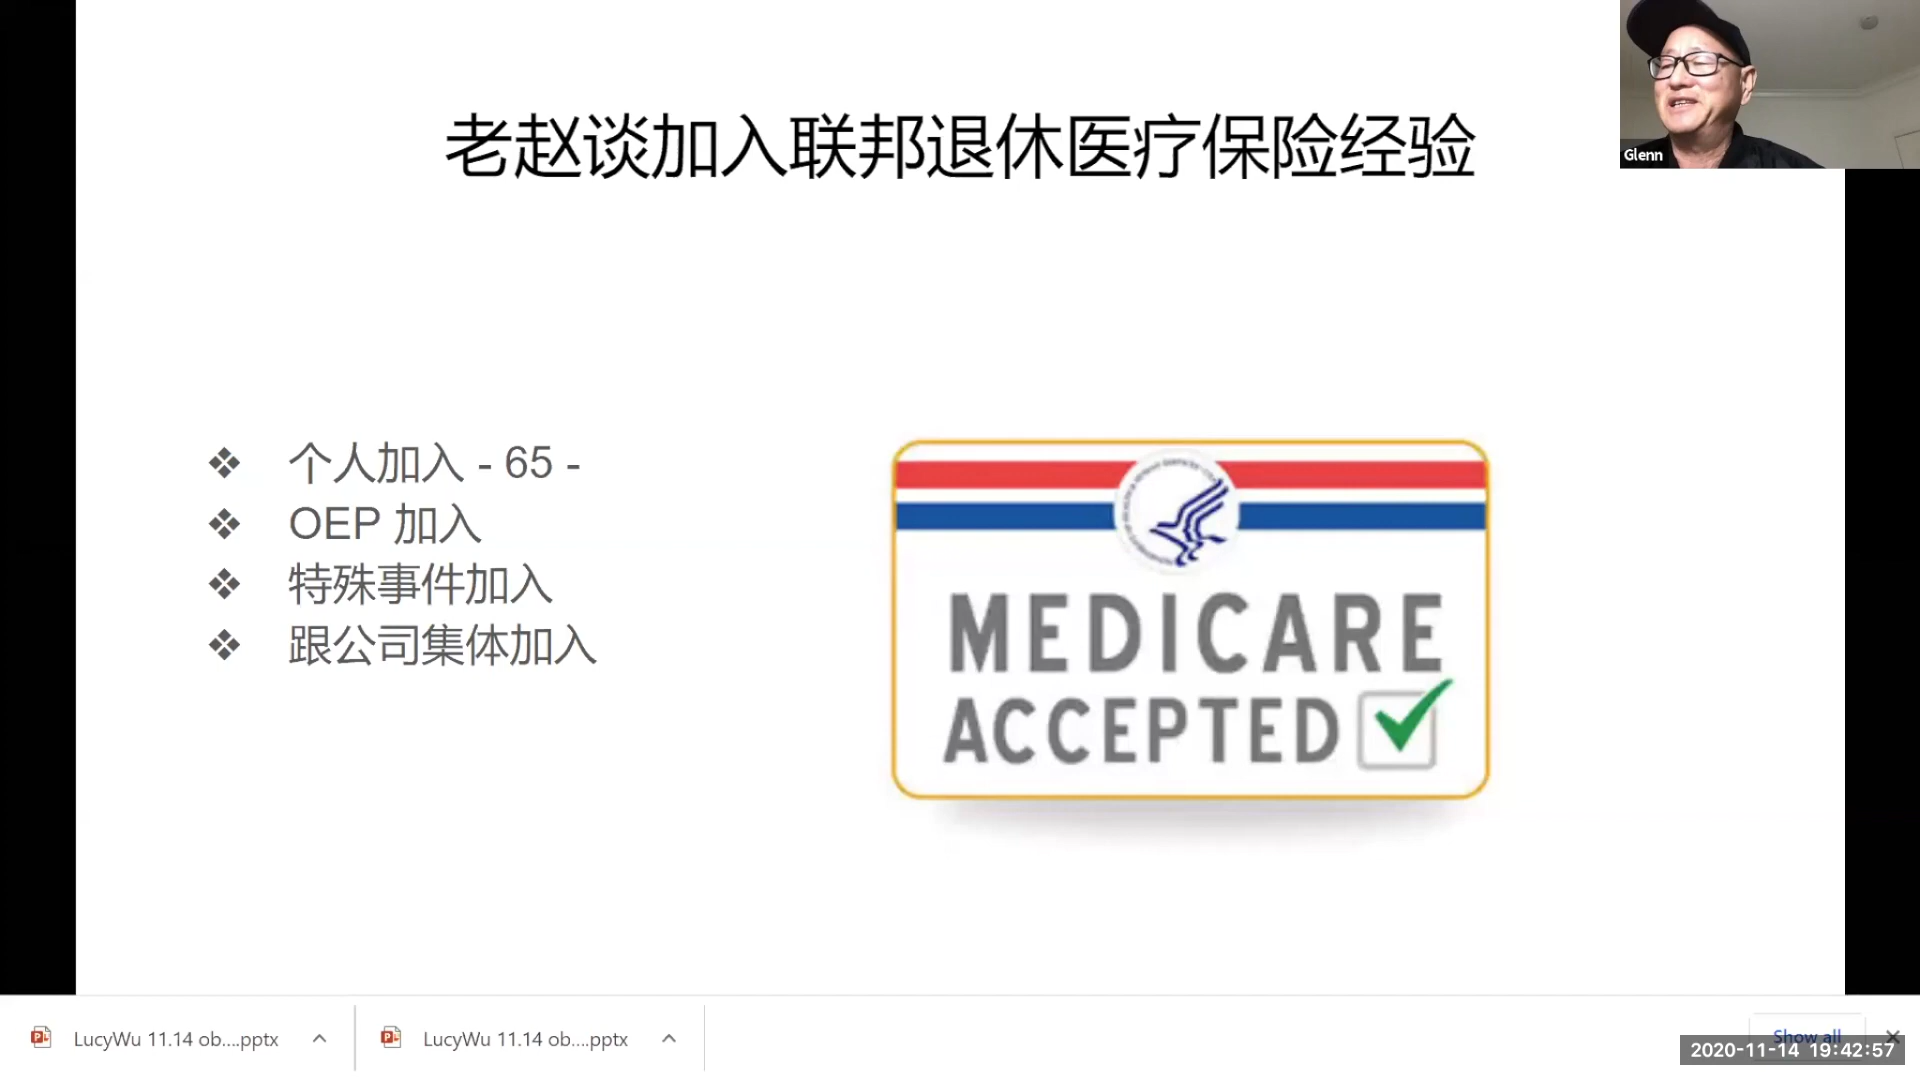 老赵谈加入联邦退休医疗保险经验
Glenn
❖ 个人加入 - 65 -
❖ OEP 加入
❖ 特殊事件加入
❖ 跟公司集体加入
MEDICARE
ACCEPTED
LucyWu 11.14 ob....pptx
LucyWu 11.14 ob....pptx
Show all
2020-11-14 19:42:57